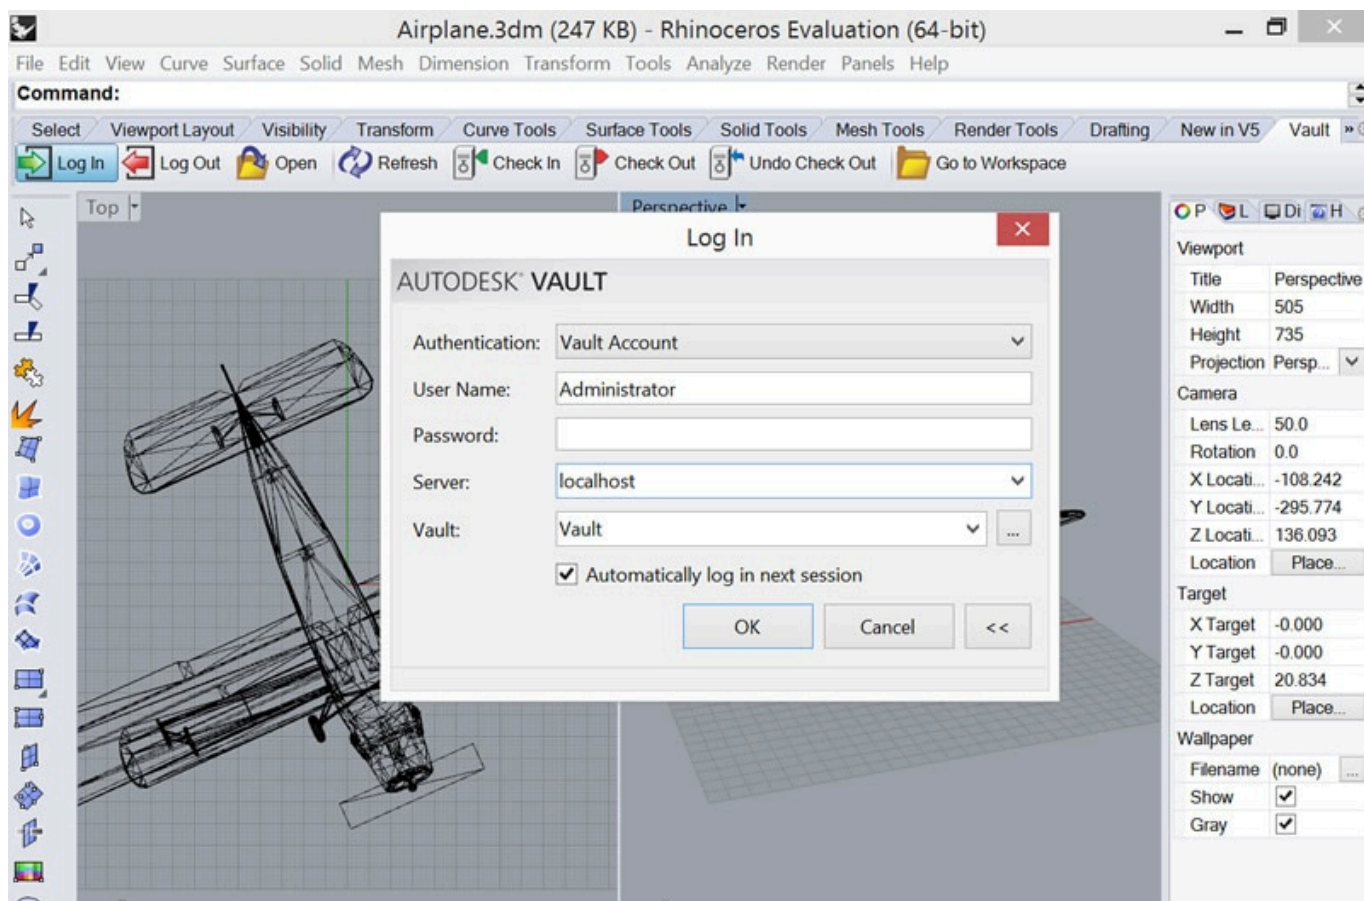 Airplane.3dm (247 KB) - Rhinoceros Evaluation (64-bit)
File Edit View Curve Surface Solid Mesh Dimension Transform Tools Analyze Render Panels Help
Command:
Select Viewport Layout Visibility Transform Curve Tools Surface Tools Solid Tools Mesh Tools Render Tools Drafting New in V5 Vault »
Log In Log Out Open Refresh Check In Check Out Undo Check Out Go to Workspace
Top
Perspective
P L Di H
Log In
AUTODESK® VAULT
Authentication: Vault Account
User Name: Administrator
Password:
Server: localhost
Vault: Vault ...
Automatically log in next session
OK Cancel <<
Viewport
Title Perspective
Width 505
Height 735
Projection Persp...
Camera
Lens Le... 50.0
Rotation 0.0
X Locati... -108.242
Y Locati... -295.774
Z Locati... 136.093
Location Place...
Target
X Target -0.000
Y Target -0.000
Z Target 20.834
Location Place...
Wallpaper
Filename (none) ...
Show
Gray